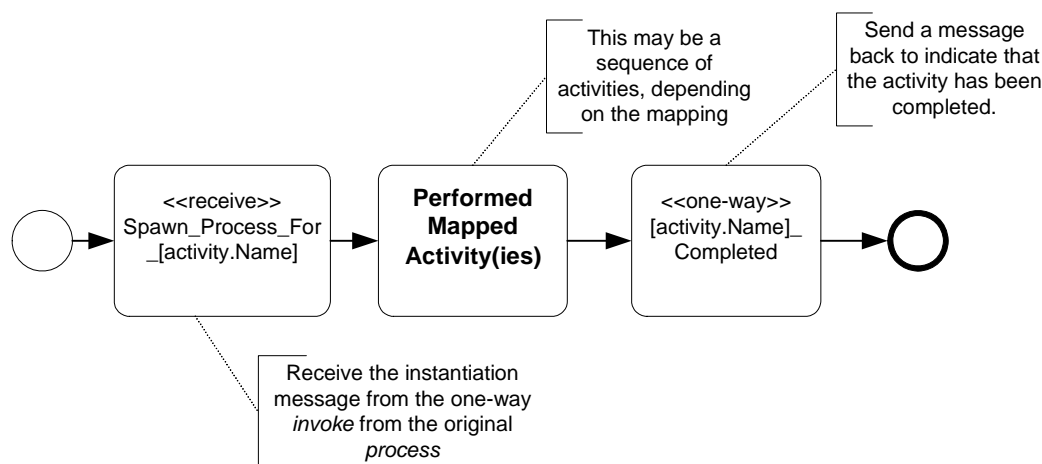 This may be a
sequence of
activities, depending
on the mapping
Send a message
back to indicate that
the activity has been
completed.
<<receive>>
Spawn_Process_For
_[activity.Name]
Performed
Mapped
Activity(ies)
<<one-way>>
[activity.Name]_
Completed
Receive the instantiation
message from the one-way
invoke from the original
process